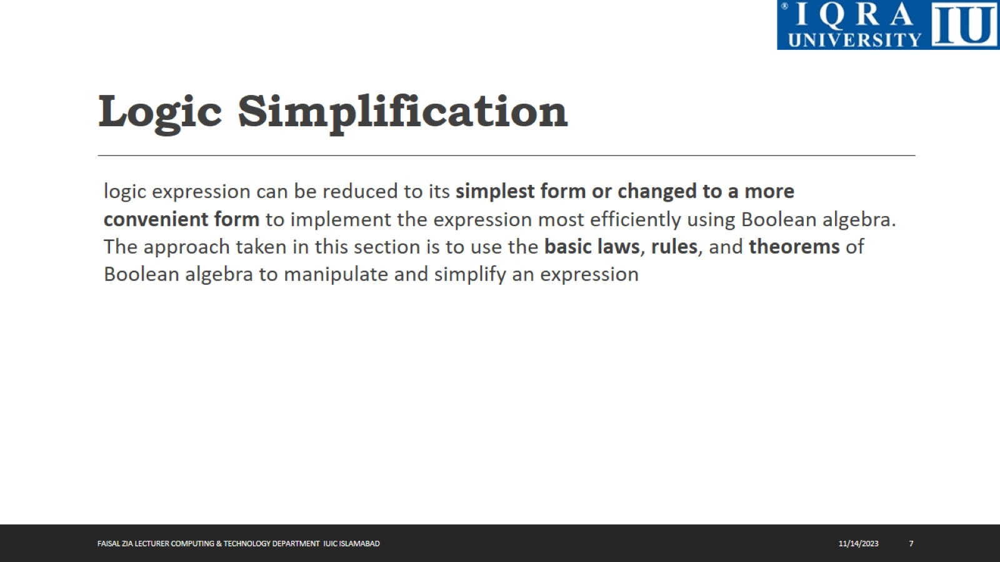 ® IQRA
UNIVERSITY IU
Logic Simplification
logic expression can be reduced to its simplest form or changed to a more
convenient form to implement the expression most efficiently using Boolean algebra.
The approach taken in this section is to use the basic laws, rules, and theorems of
Boolean algebra to manipulate and simplify an expression
FAISAL ZIA LECTURER COMPUTING & TECHNOLOGY DEPARTMENT IUIC ISLAMABAD 11/14/2023 7